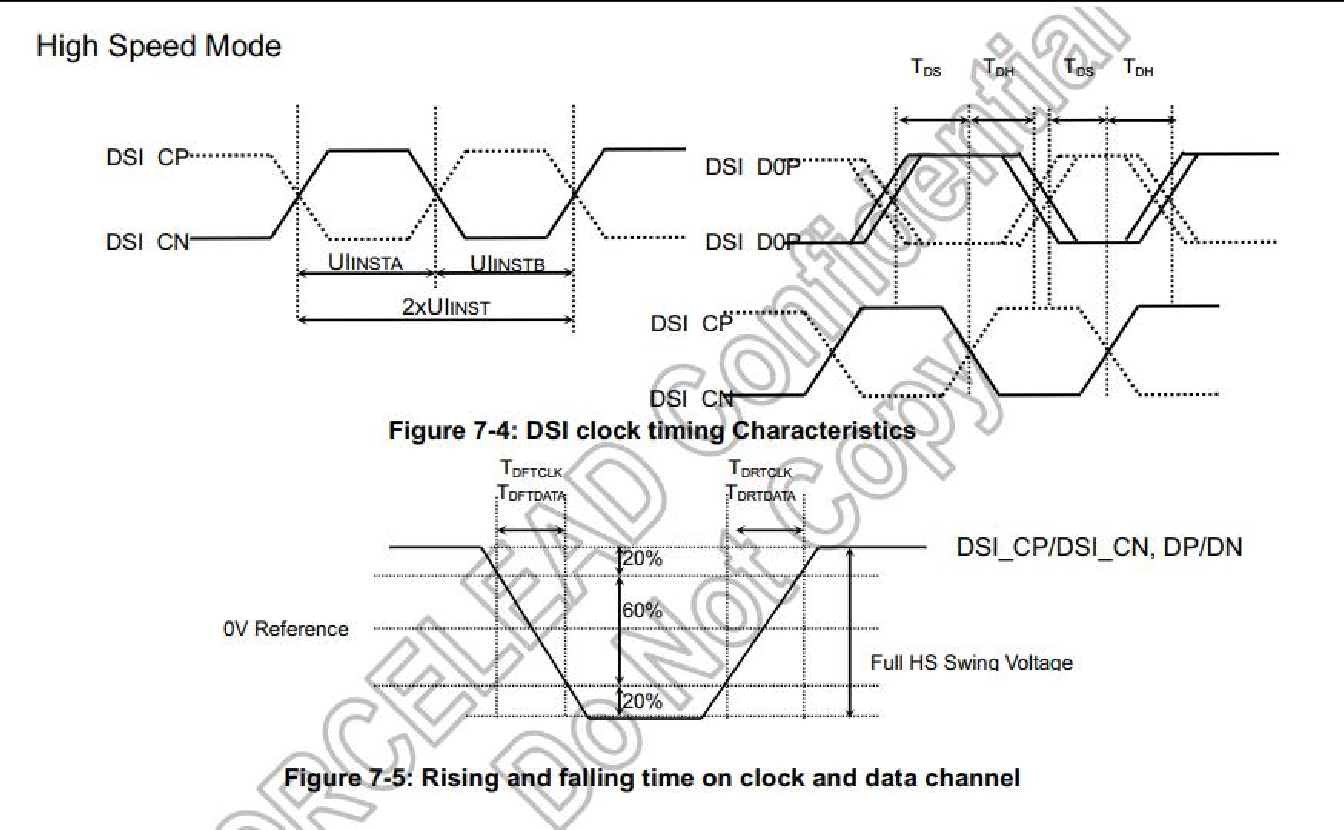 High Speed Mode
TDS TDH TDS TDH
DSI CP
DSI CN
UIINSTA UIINSTB
2xUIINST
DSI D0P
DSI D0P
DSI CP
DSI CN
Figure 7-4: DSI clock timing Characteristics
TDFTCLK
TDFTDATA
TDRTCLK
TDRTDATA
DSI_CP/DSI_CN, DP/DN
20%
60%
0V Reference
Full HS Swing Voltage
20%
Figure 7-5: Rising and falling time on clock and data channel
ORCELEAD Confidential
Do Not Copy